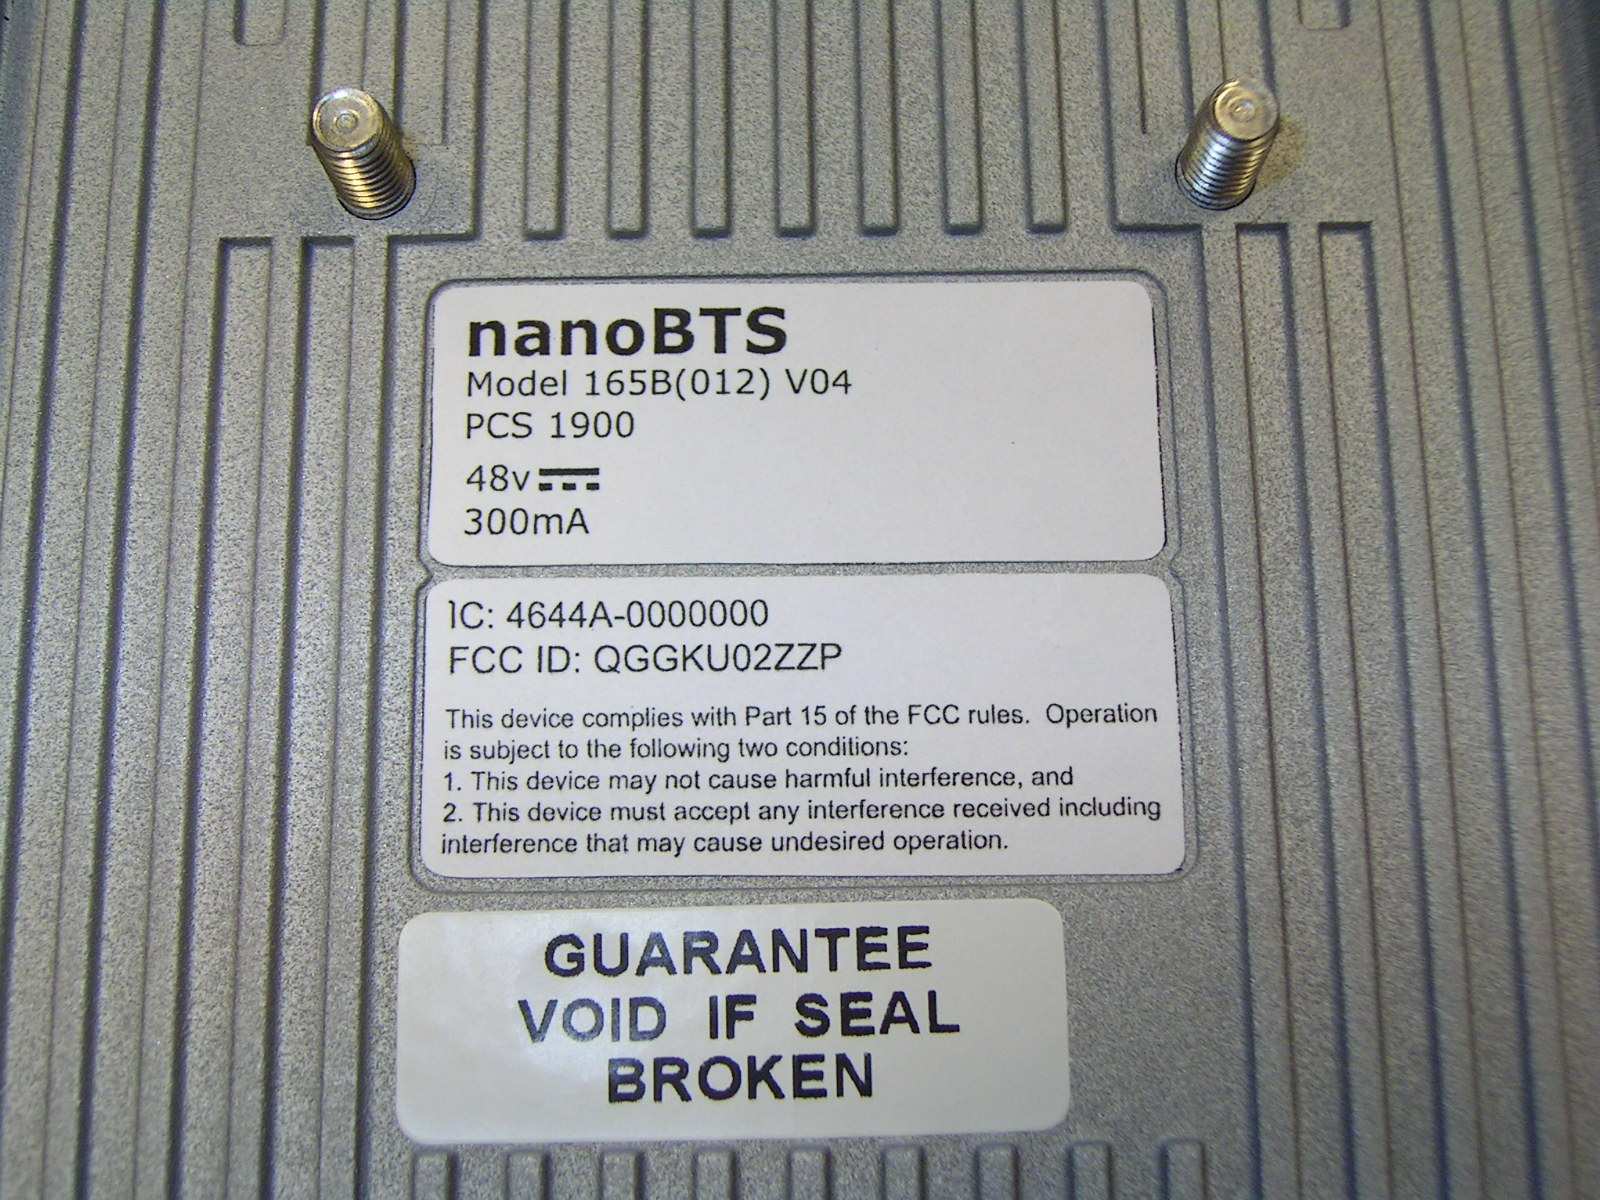 nanoBTS
Model 165B(012) V04
PCS 1900
48v
300mA
IC: 4644A-0000000
FCC ID: QGGKU02ZZP
This device complies with Part 15 of the FCC rules.  Operation
is subject to the following two conditions:
1. This device may not cause harmful interference, and
2. This device must accept any interference received including
interference that may cause undesired operation.
GUARANTEE
VOID IF SEAL
BROKEN